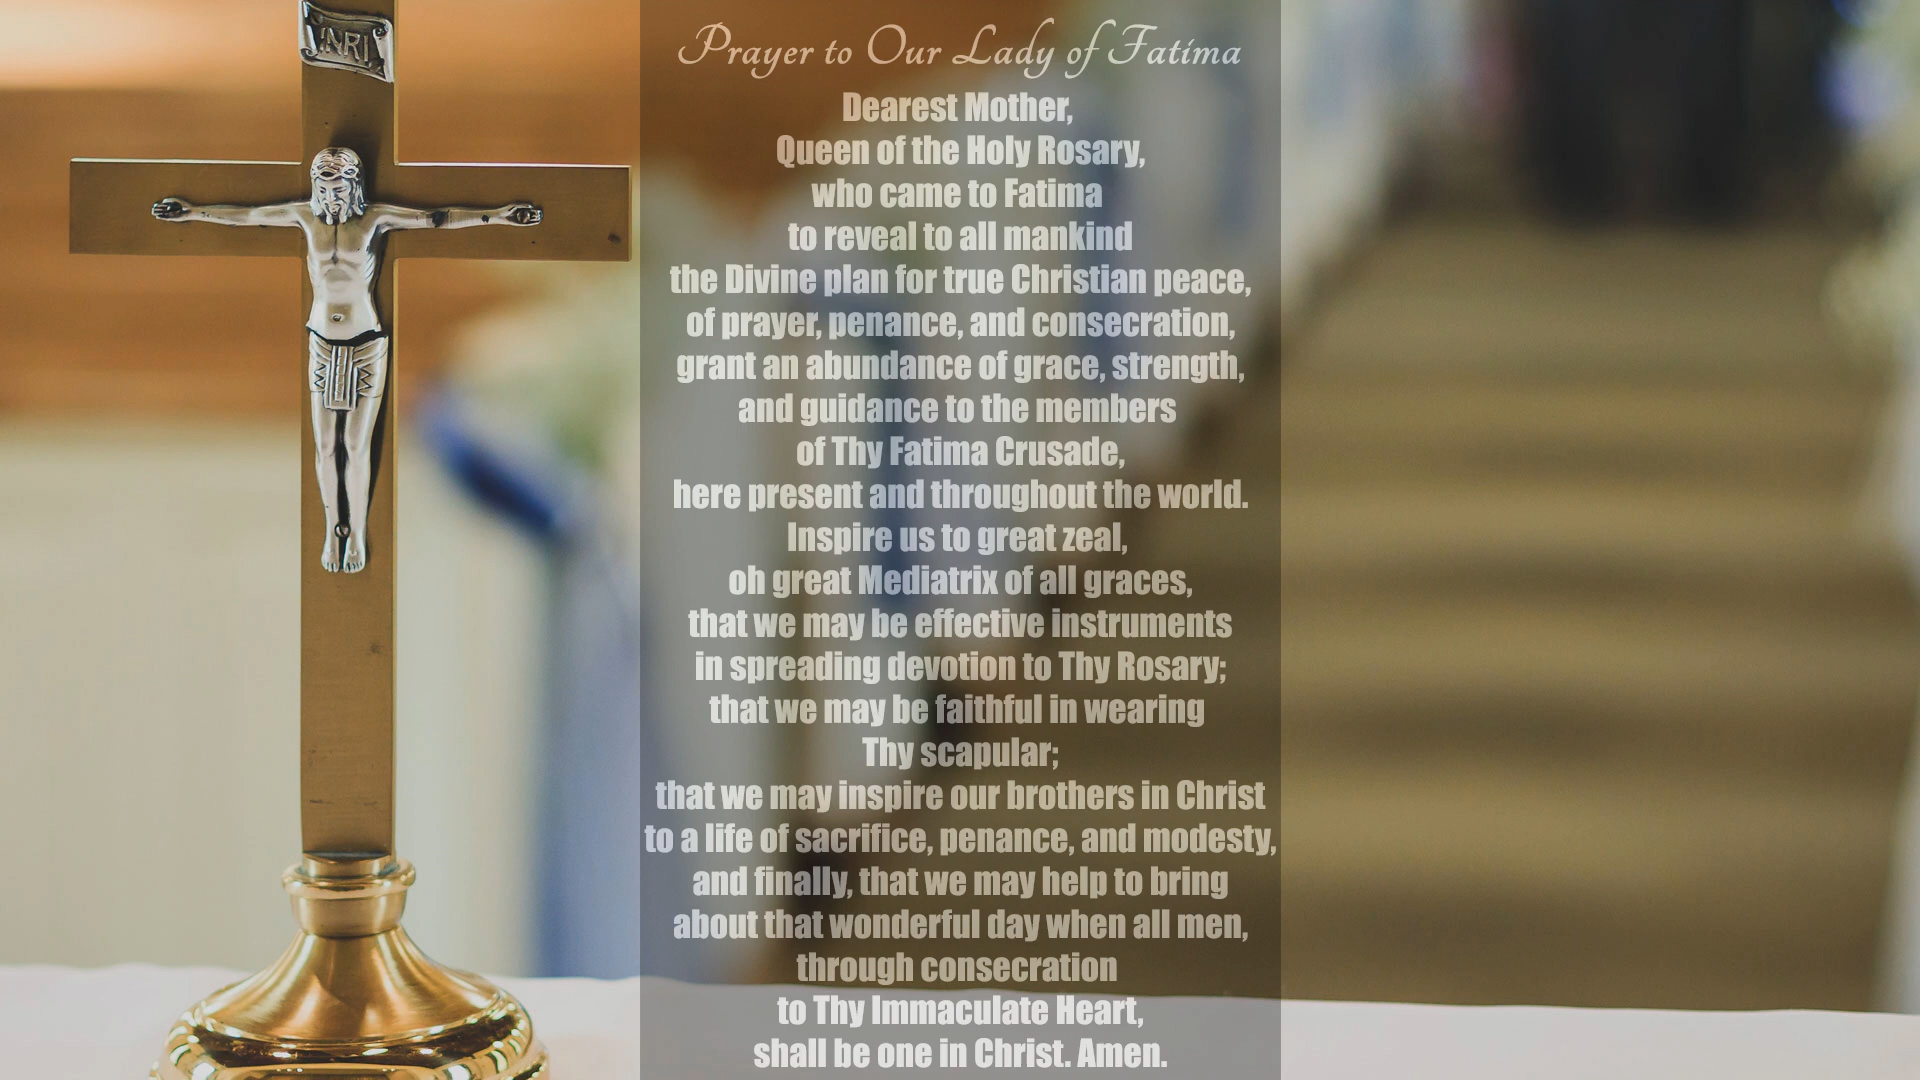 INRI
Prayer to Our Lady of Fatima
Dearest Mother,
Queen of the Holy Rosary,
who came to Fatima
to reveal to all mankind
the Divine plan for true Christian peace,
of prayer, penance, and consecration,
grant an abundance of grace, strength,
and guidance to the members
of Thy Fatima Crusade,
here present and throughout the world.
Inspire us to great zeal,
oh great Mediatrix of all graces,
that we may be effective instruments
in spreading devotion to Thy Rosary;
that we may be faithful in wearing
Thy scapular;
that we may inspire our brothers in Christ
to a life of sacrifice, penance, and modesty,
and finally, that we may help to bring
about that wonderful day when all men,
through consecration
to Thy Immaculate Heart,
shall be one in Christ. Amen.